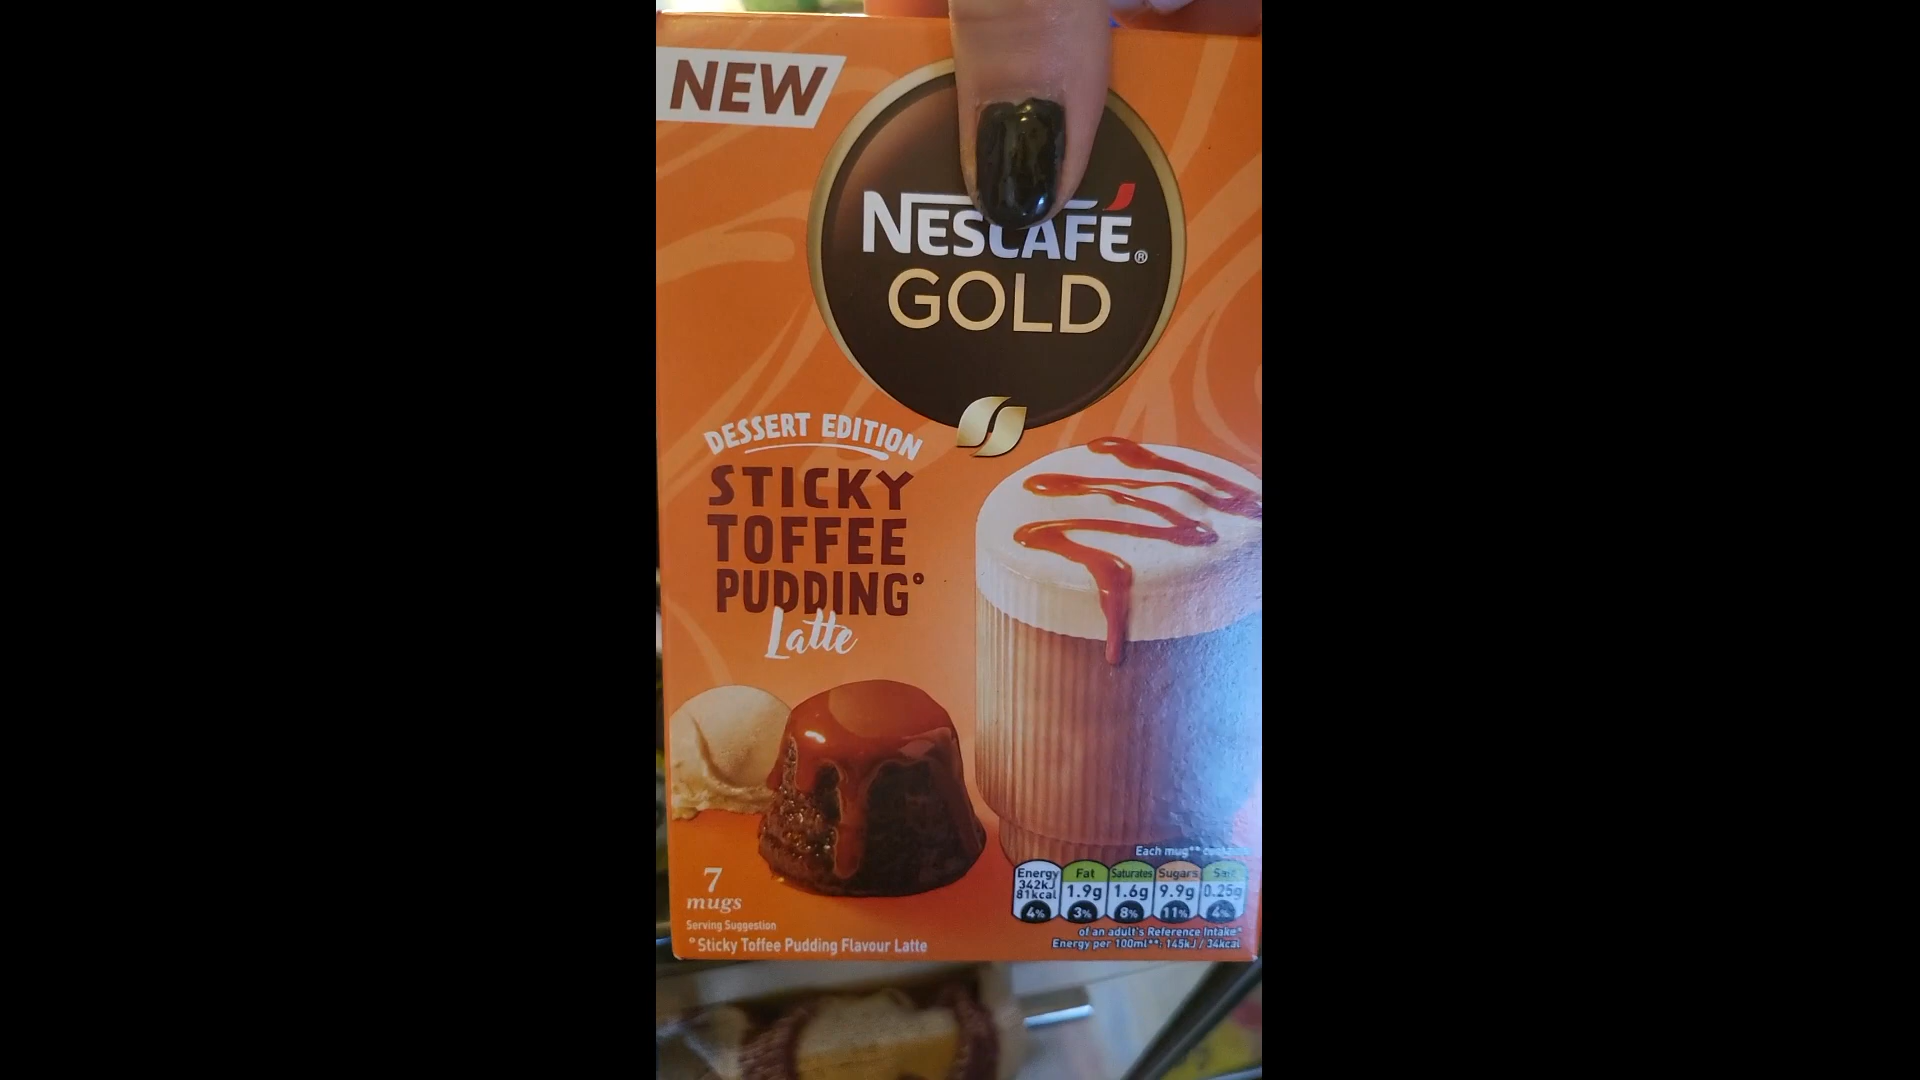 NEW
NESCAFÉ®
GOLD
DESSERT EDITION
STICKY
TOFFEE
PUDDING°
Latte
7
mugs
Serving Suggestion
°Sticky Toffee Pudding Flavour Latte
Each mug**
Energy Fat Saturates Sugars Salt
342kJ
81kcal 1.9g 1.6g 9.9g 0.25g
4% 3% 8% 11% 4%
of an adult's Reference Intake*
Energy per 100ml**: 145kJ / 34kcal